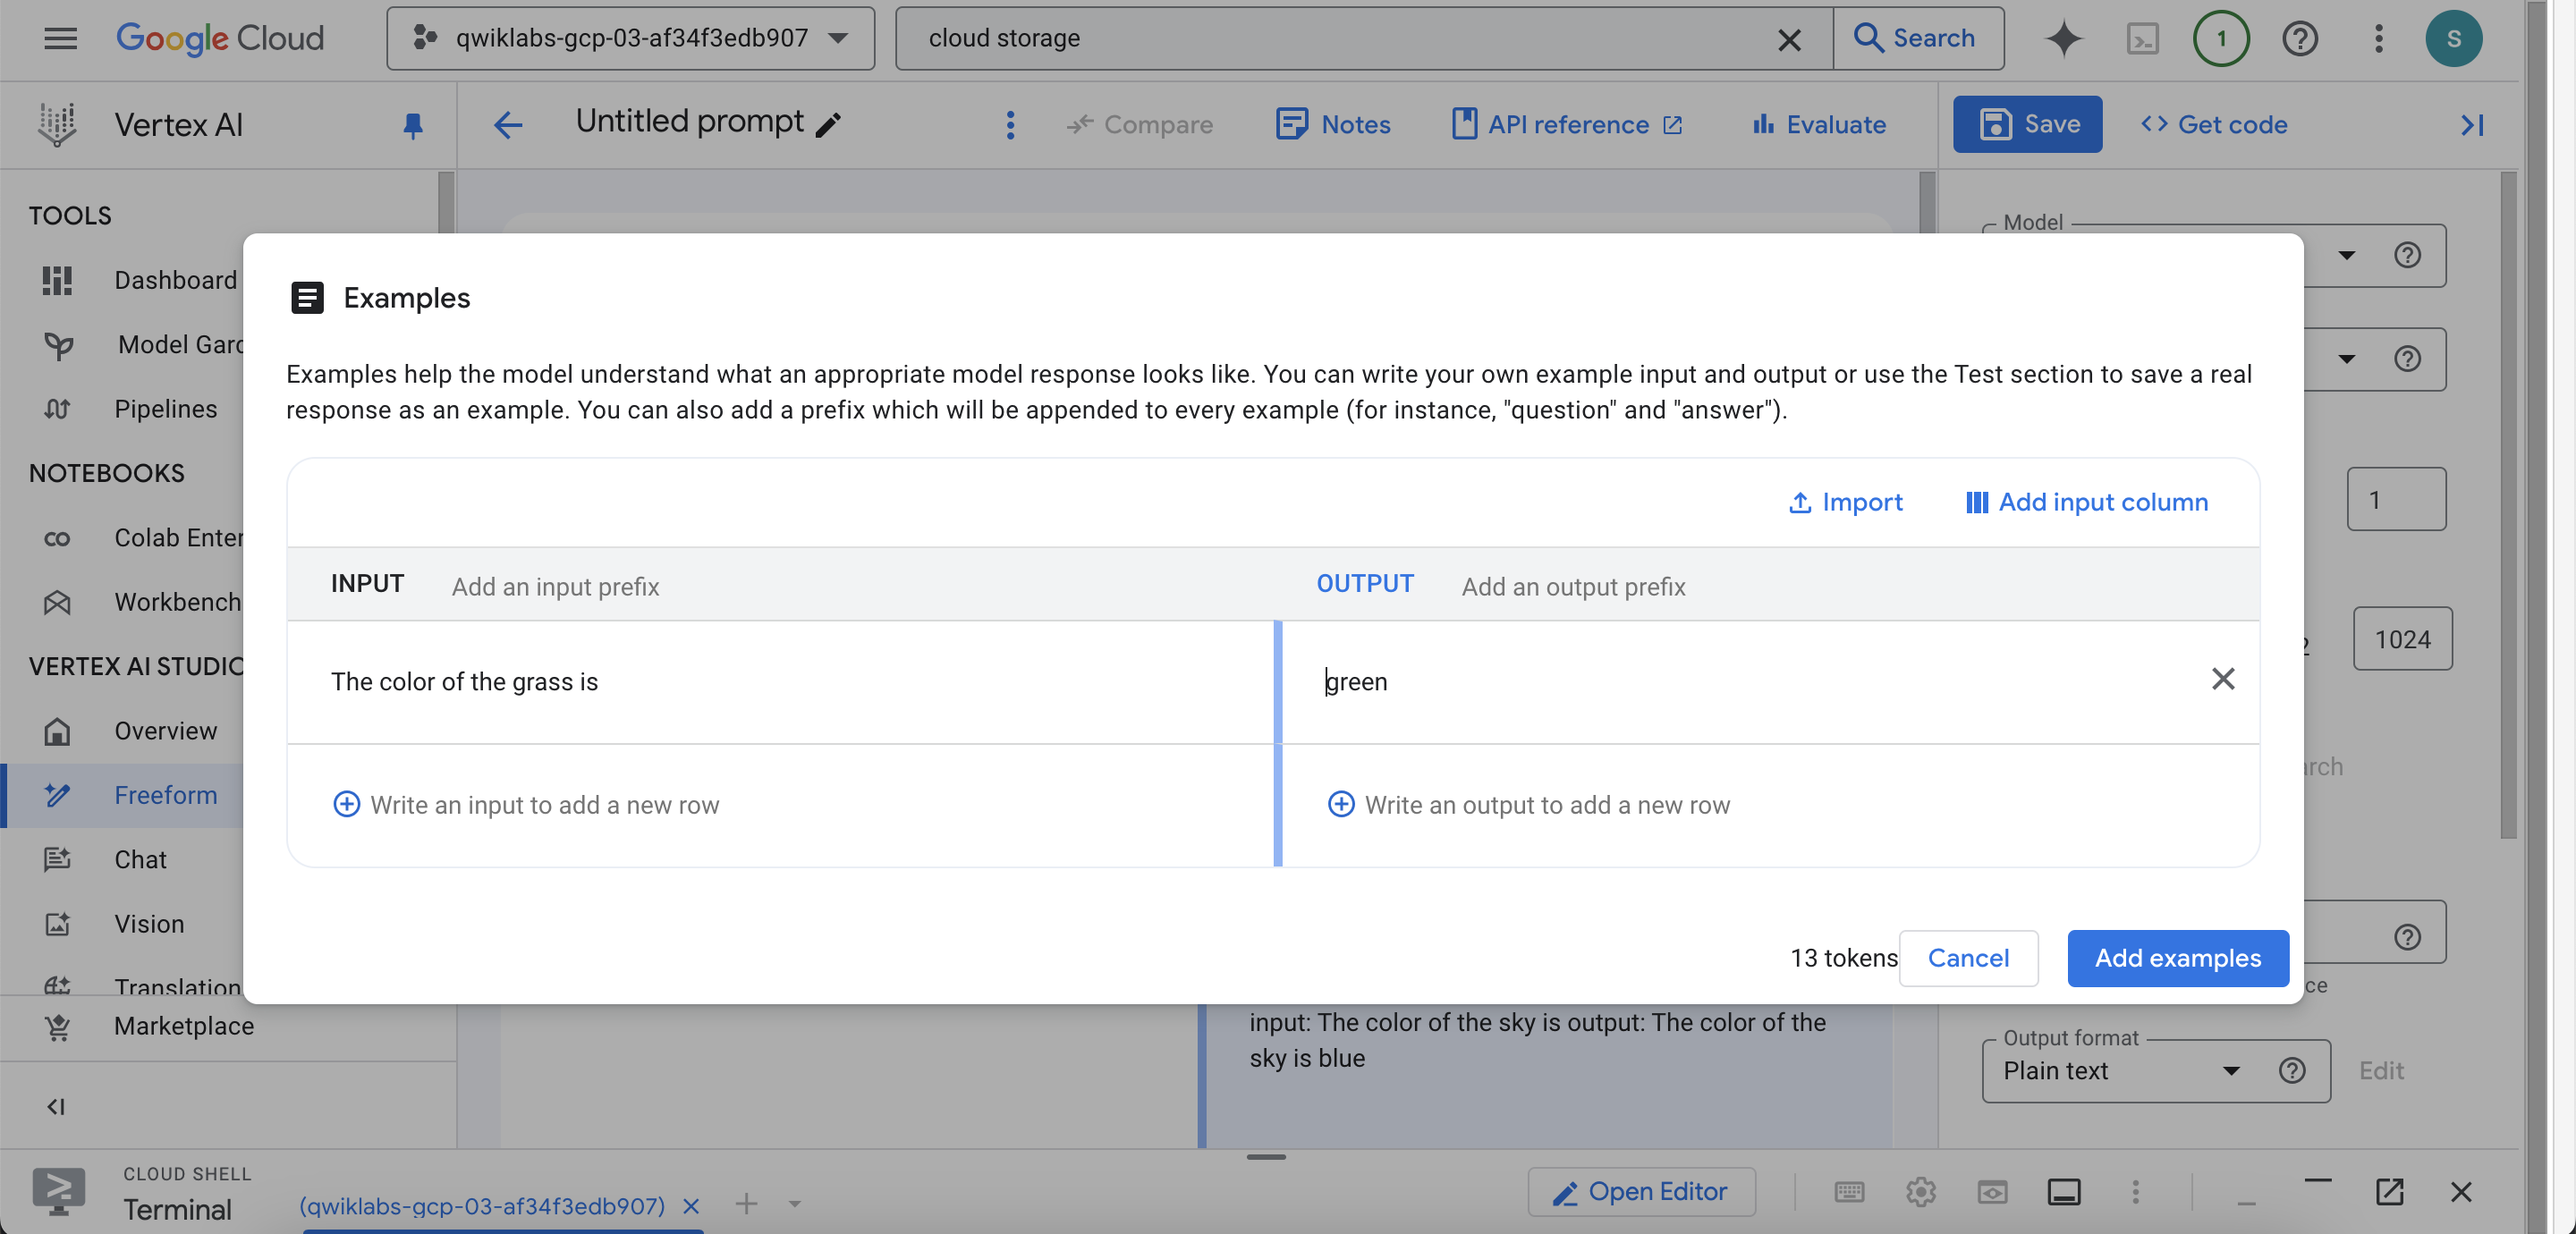 Google Cloud
qwiklabs-gcp-03-af34f3edb907
cloud storage
Search
1
S
Vertex AI
Untitled prompt
Compare
Notes
API reference
Evaluate
Save
Get code
TOOLS
Dashboard
Model Garc
Pipelines
NOTEBOOKS
Colab Enter
Workbench
VERTEX AI STUDIO
Overview
Freeform
Chat
Vision
Translation
Marketplace
Model
1
1024
arch
ce
Output format
Plain text
Edit
Examples
Examples help the model understand what an appropriate model response looks like. You can write your own example input and output or use the Test section to save a real
response as an example. You can also add a prefix which will be appended to every example (for instance, "question" and "answer").
Import
Add input column
INPUT Add an input prefix
OUTPUT Add an output prefix
The color of the grass is
green
Write an input to add a new row
Write an output to add a new row
13 tokens
Cancel
Add examples
input: The color of the sky is output: The color of the
sky is blue
CLOUD SHELL
Terminal
(qwiklabs-gcp-03-af34f3edb907)
Open Editor